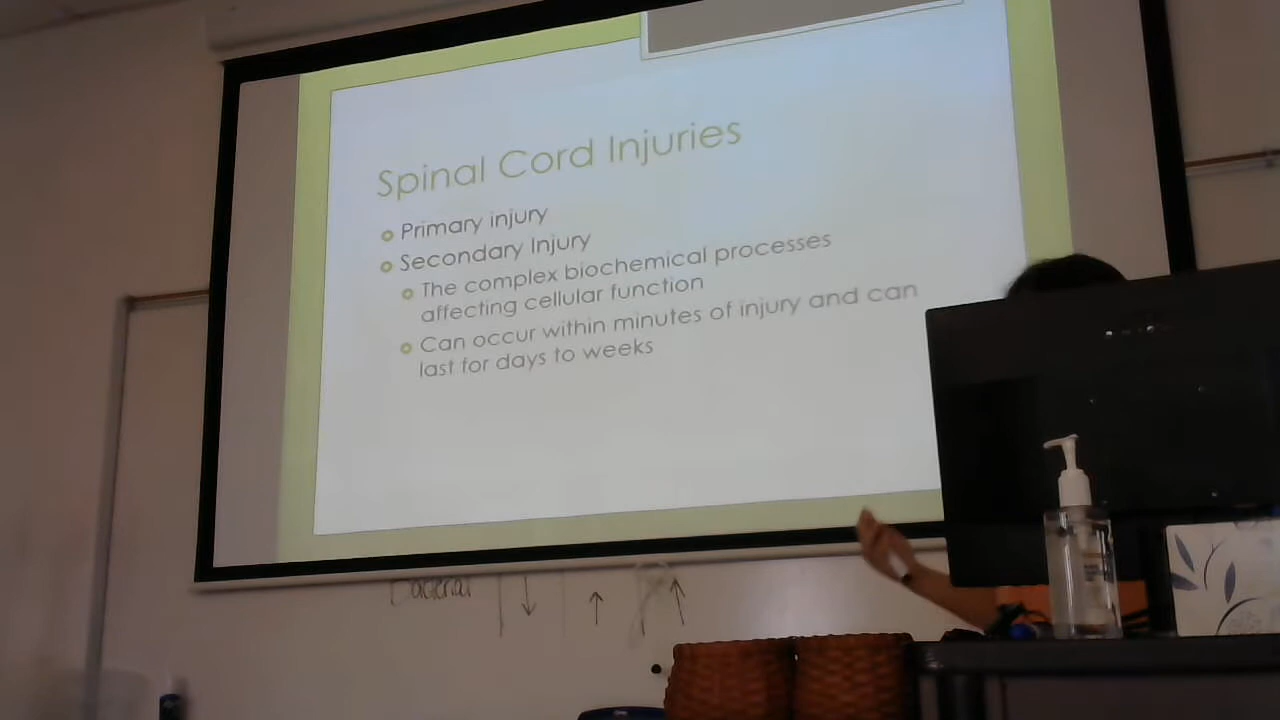 Spinal Cord Injuries
Primary injury
Secondary Injury
The complex biochemical processes
affecting cellular function
Can occur within minutes of injury and can
last for days to weeks